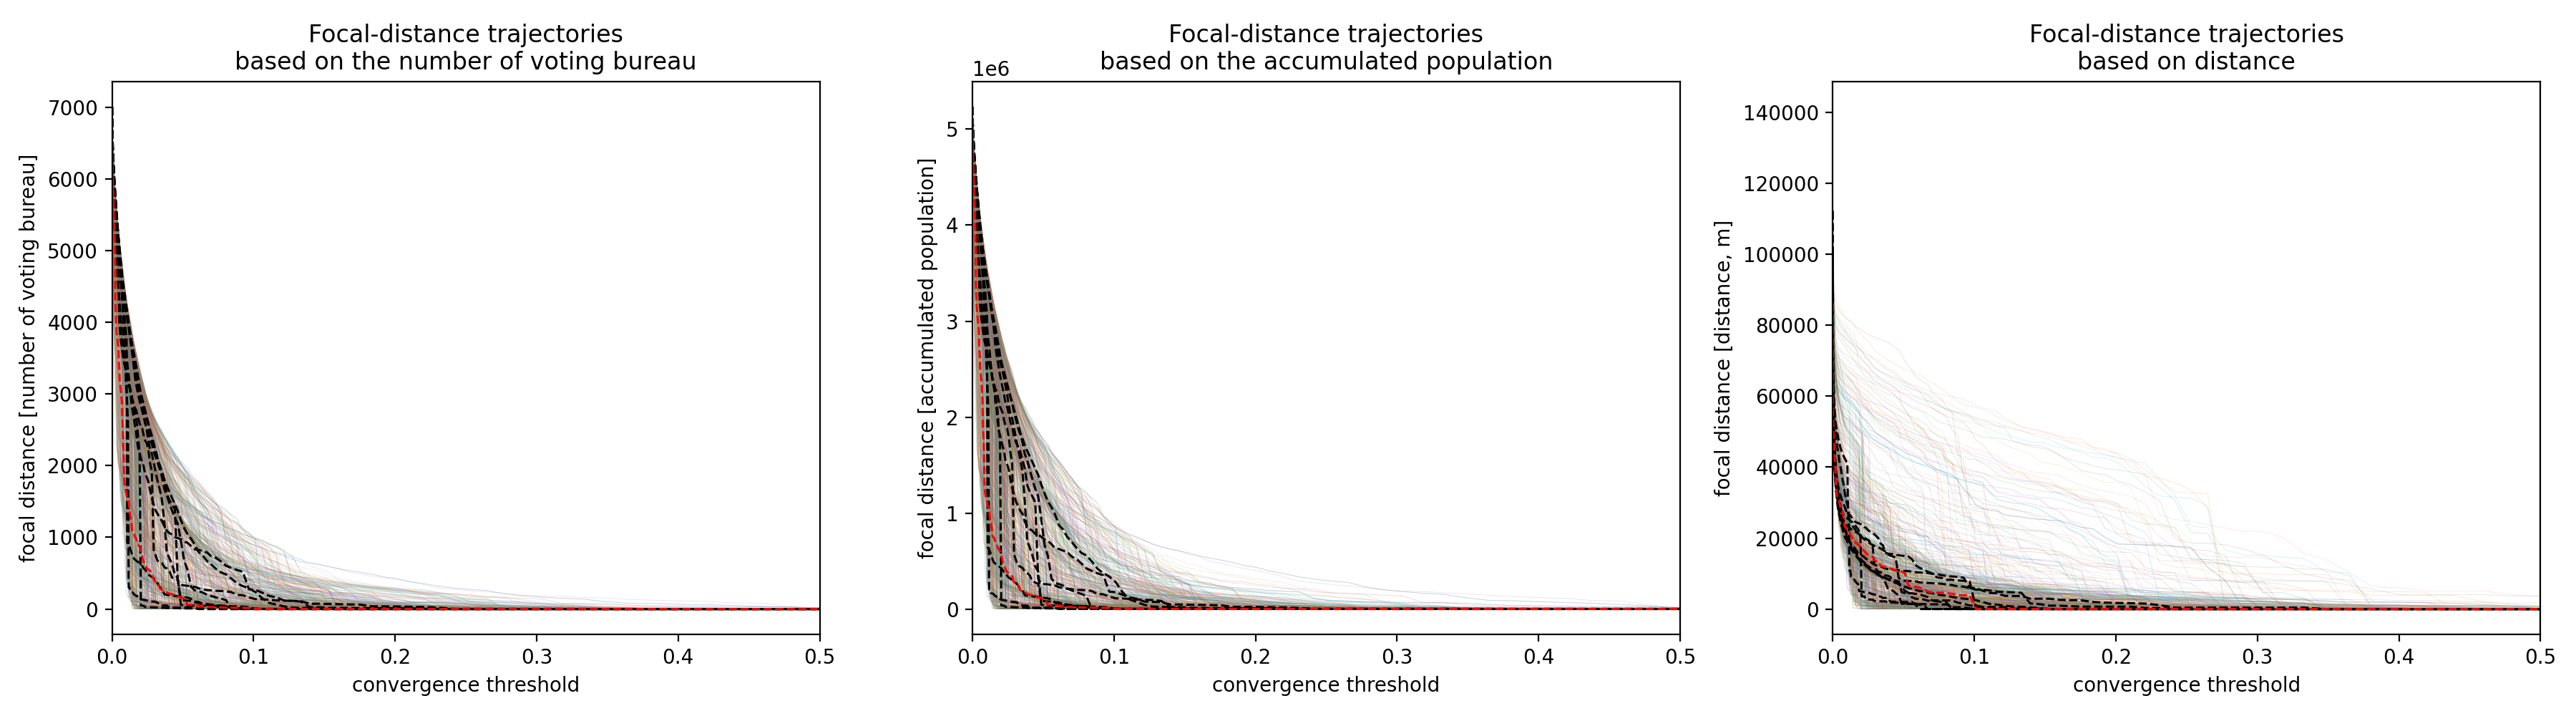 Focal-distance trajectories
based on the number of voting bureau
focal distance [number of voting bureau]
7000
6000
5000
4000
3000
2000
1000
0
0.0 0.1 0.2 0.3 0.4 0.5
convergence threshold
Focal-distance trajectories
based on the accumulated population
1e6
focal distance [accumulated population]
5
4
3
2
1
0
0.0 0.1 0.2 0.3 0.4 0.5
convergence threshold
Focal-distance trajectories
based on distance
focal distance [distance, m]
140000
120000
100000
80000
60000
40000
20000
0
0.0 0.1 0.2 0.3 0.4 0.5
convergence threshold